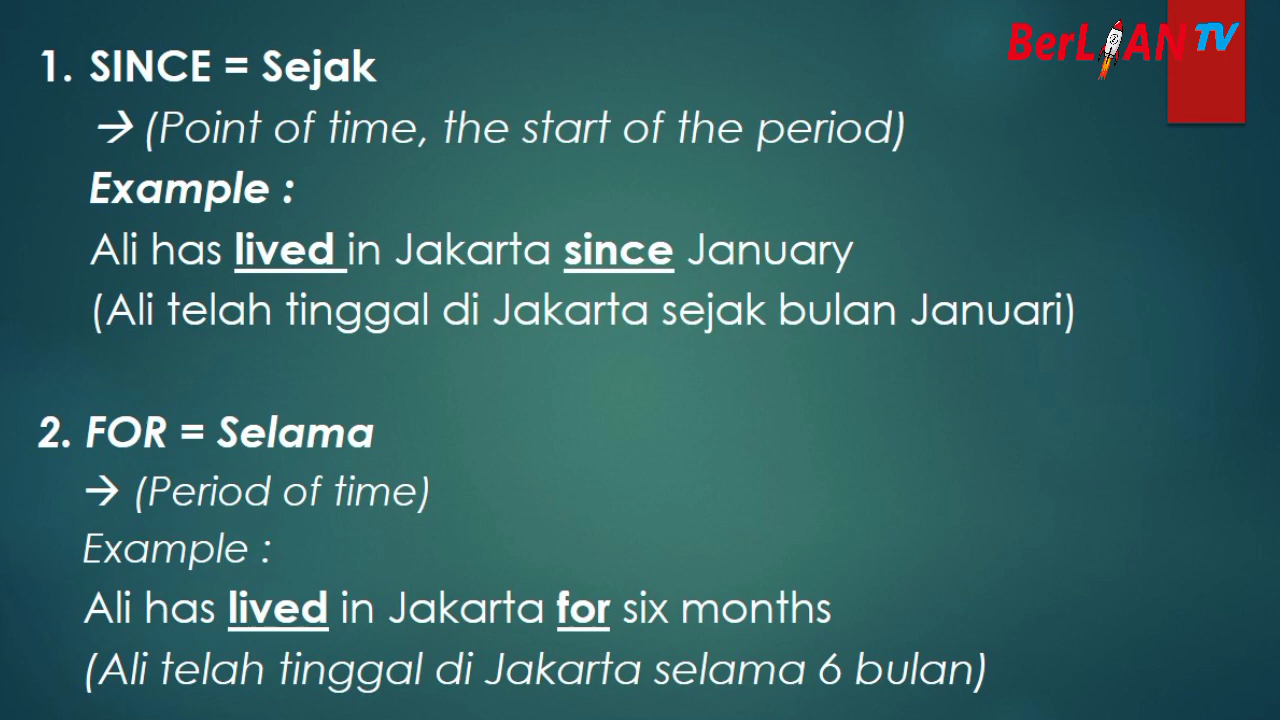 BerLIAN TV
1. SINCE = Sejak
→ (Point of time, the start of the period)
Example :
Ali has lived in Jakarta since January
(Ali telah tinggal di Jakarta sejak bulan Januari)
2. FOR = Selama
→ (Period of time)
Example :
Ali has lived in Jakarta for six months
(Ali telah tinggal di Jakarta selama 6 bulan)